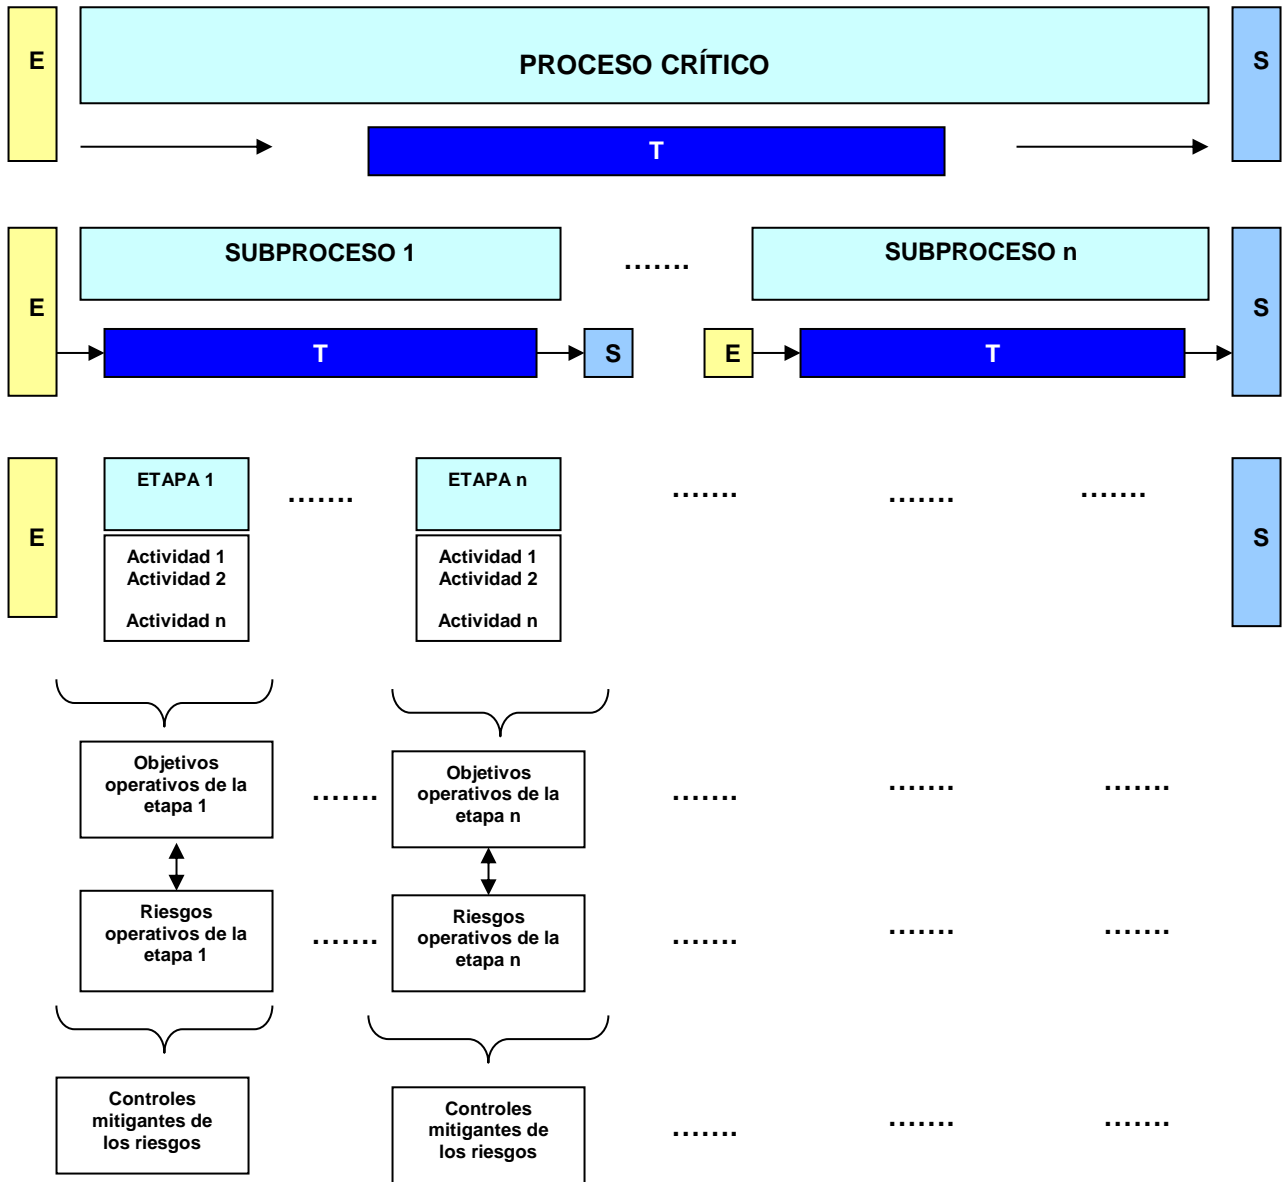 E
PROCESO CRÍTICO
S
T
E
SUBPROCESO 1
.......
SUBPROCESO n
S
T
S
E
T
E
ETAPA 1
.......
ETAPA n
.......
.......
.......
S
Actividad 1
Actividad 2
Actividad n
Actividad 1
Actividad 2
Actividad n
Objetivos
operativos de la
etapa 1
.......
Objetivos
operativos de la
etapa n
.......
.......
.......
Riesgos
operativos de la
etapa 1
.......
Riesgos
operativos de la
etapa n
.......
.......
.......
Controles
mitigantes de
los riesgos
Controles
mitigantes de
los riesgos
.......
.......
.......